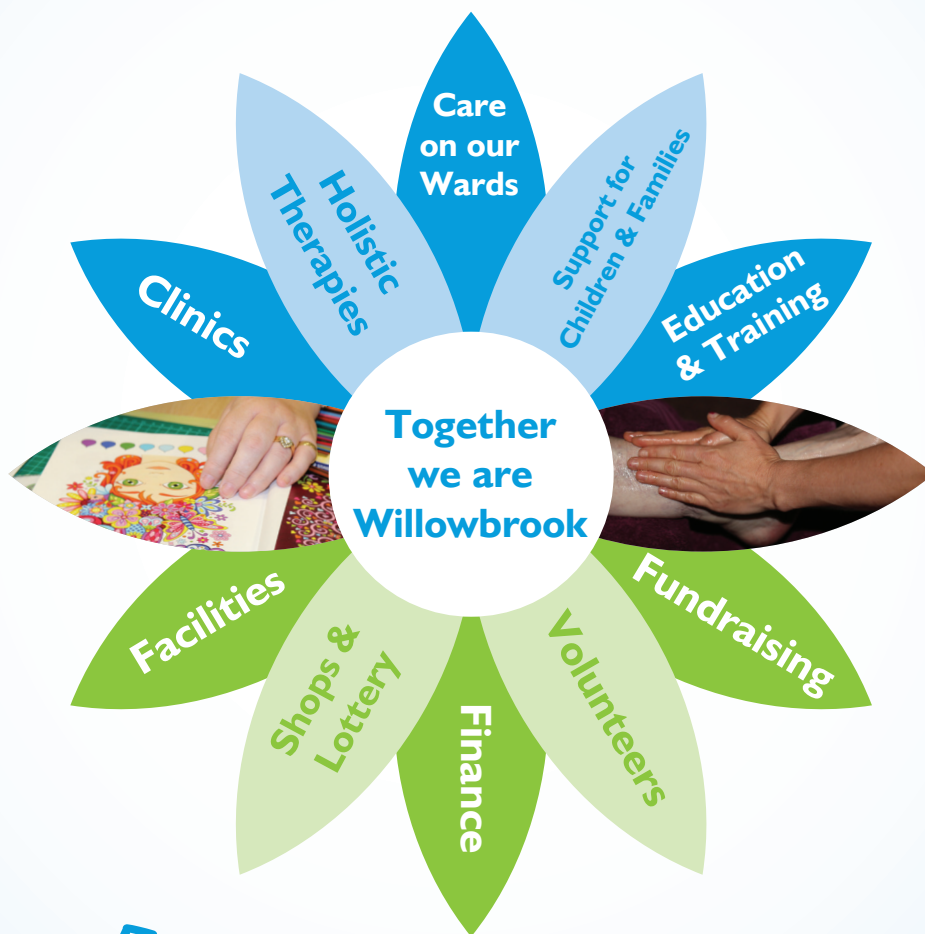 Care
on our
Wards
Holistic
Therapies
Support for
Children & Families
Clinics
Education
& Training
Together
we are
Willowbrook
Facilities
Fundraising
Shops &
Lottery
Volunteers
Finance